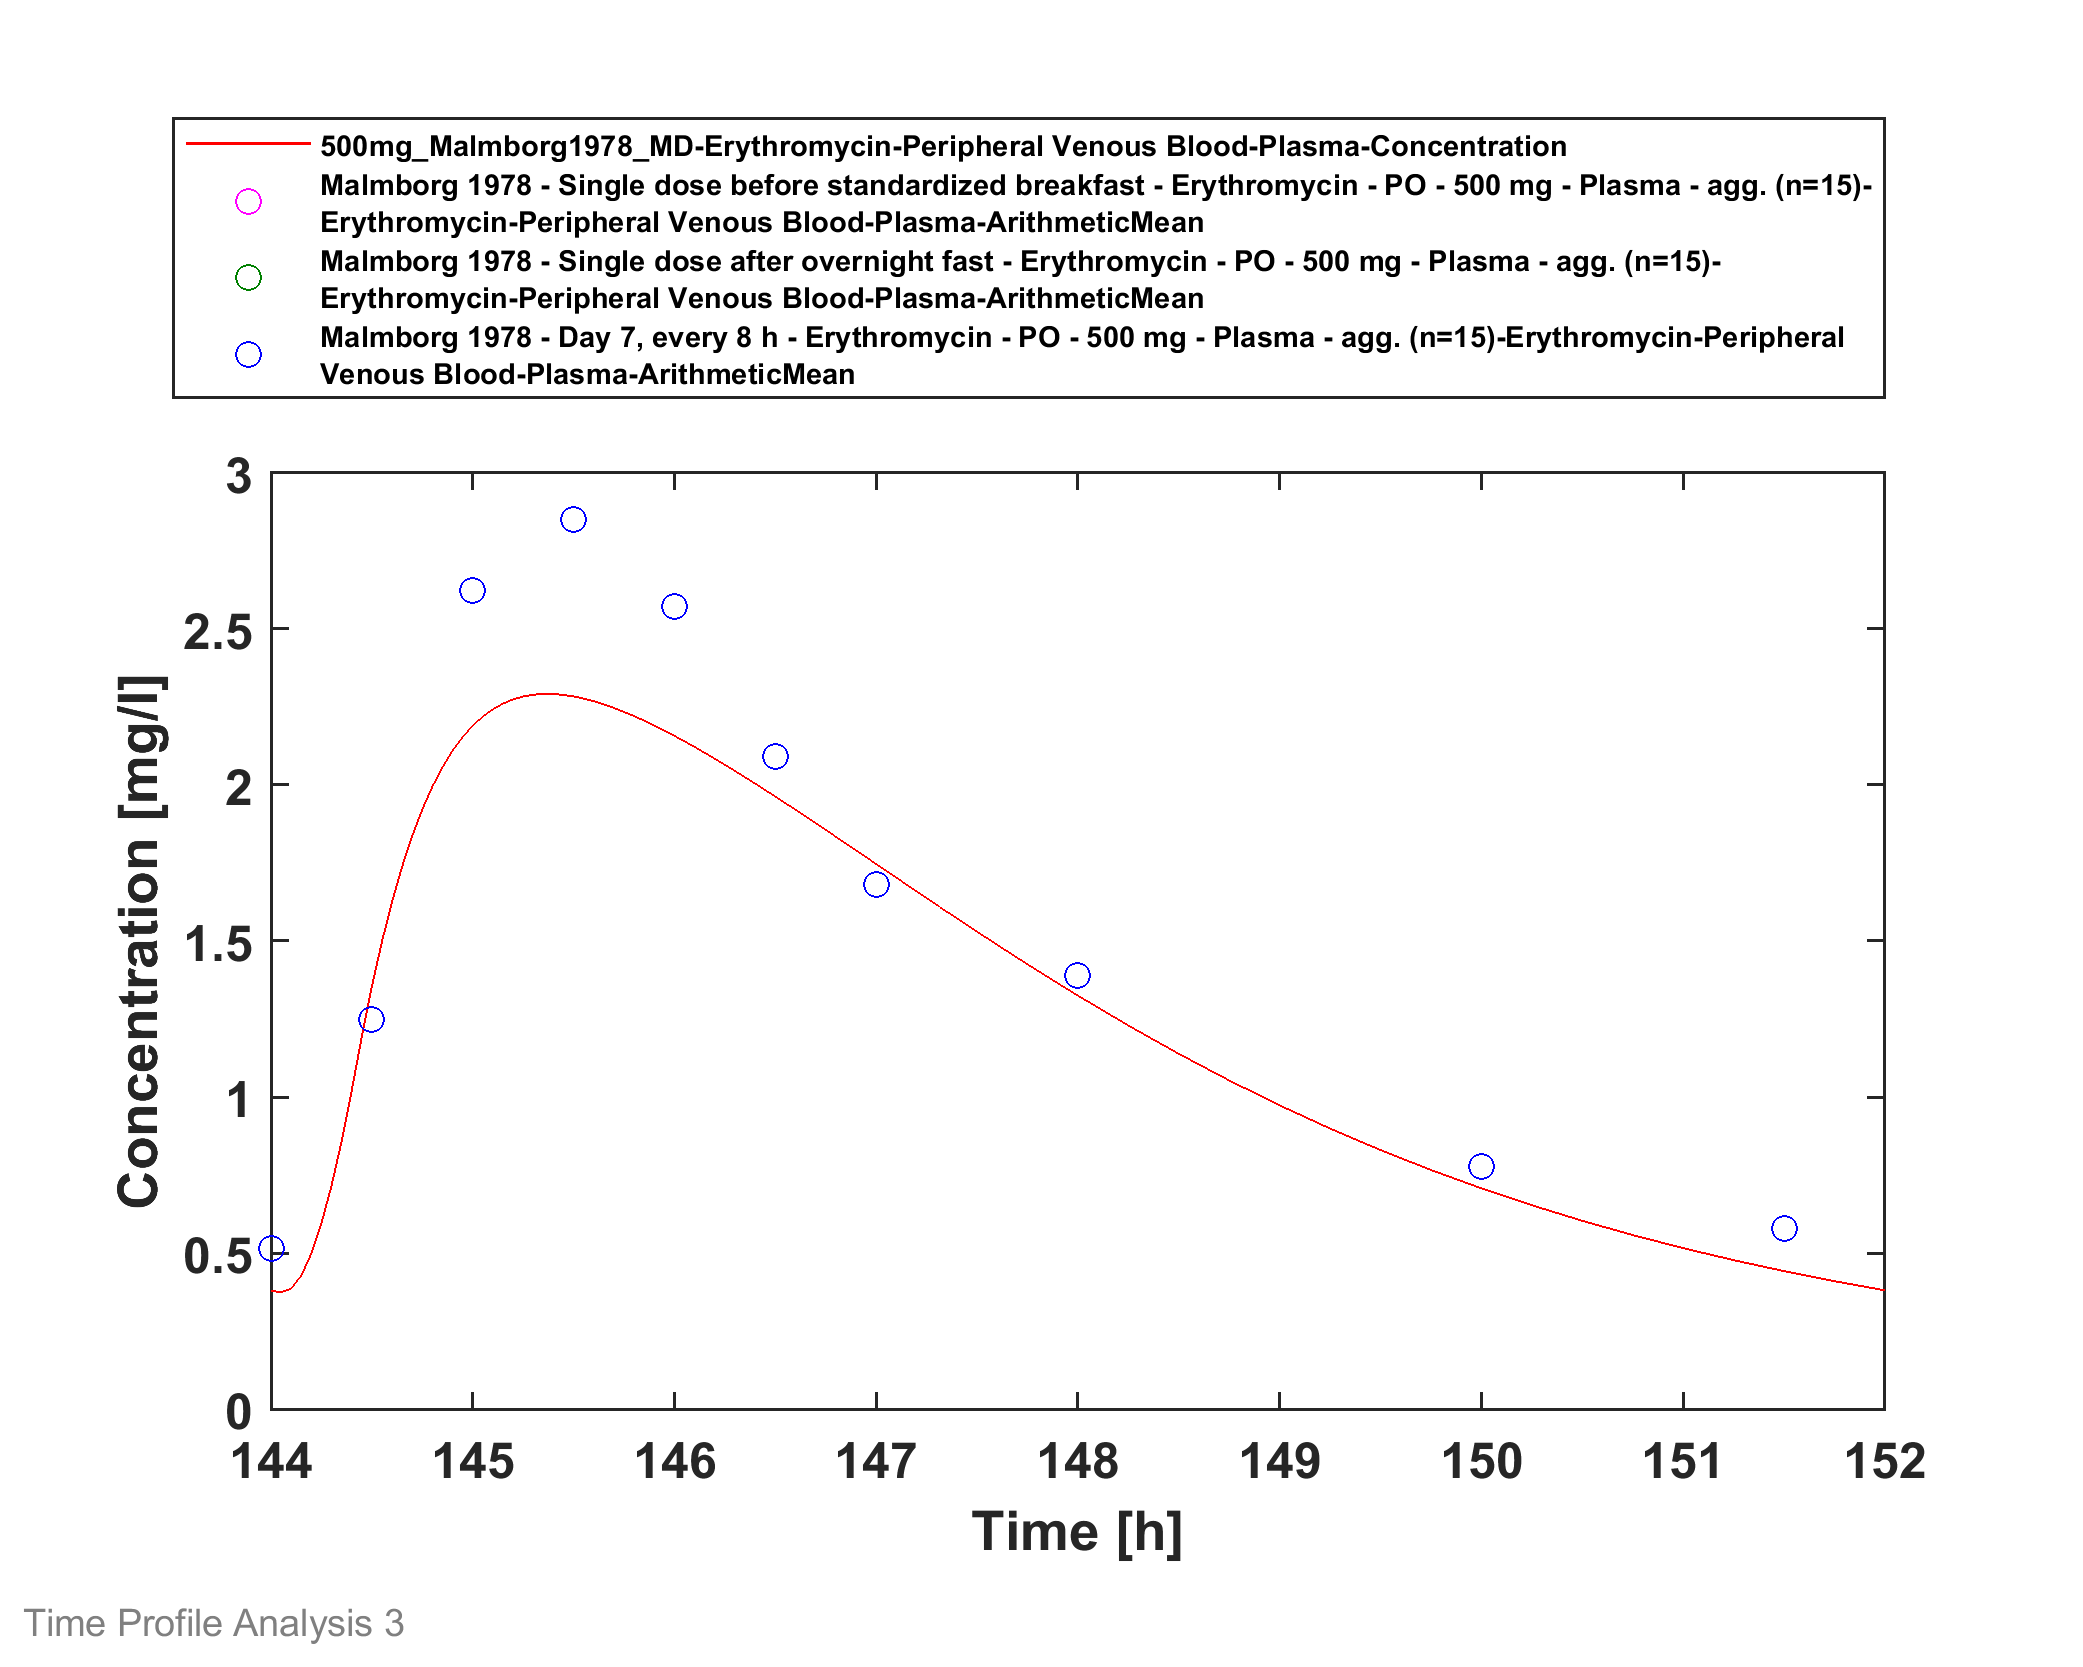 500mg_Malmborg1978_MD-Erythromycin-Peripheral Venous Blood-Plasma-Concentration
Malmborg 1978 - Single dose before standardized breakfast - Erythromycin - PO - 500 mg - Plasma - agg. (n=15)-
Erythromycin-Peripheral Venous Blood-Plasma-ArithmeticMean
Malmborg 1978 - Single dose after overnight fast - Erythromycin - PO - 500 mg - Plasma - agg. (n=15)-
Erythromycin-Peripheral Venous Blood-Plasma-ArithmeticMean
Malmborg 1978 - Day 7, every 8 h - Erythromycin - PO - 500 mg - Plasma - agg. (n=15)-Erythromycin-Peripheral
Venous Blood-Plasma-ArithmeticMean
3
2.5
2
1.5
1
0.5
0
Concentration [mg/l]
144 145 146 147 148 149 150 151 152
Time [h]
Time Profile Analysis 3